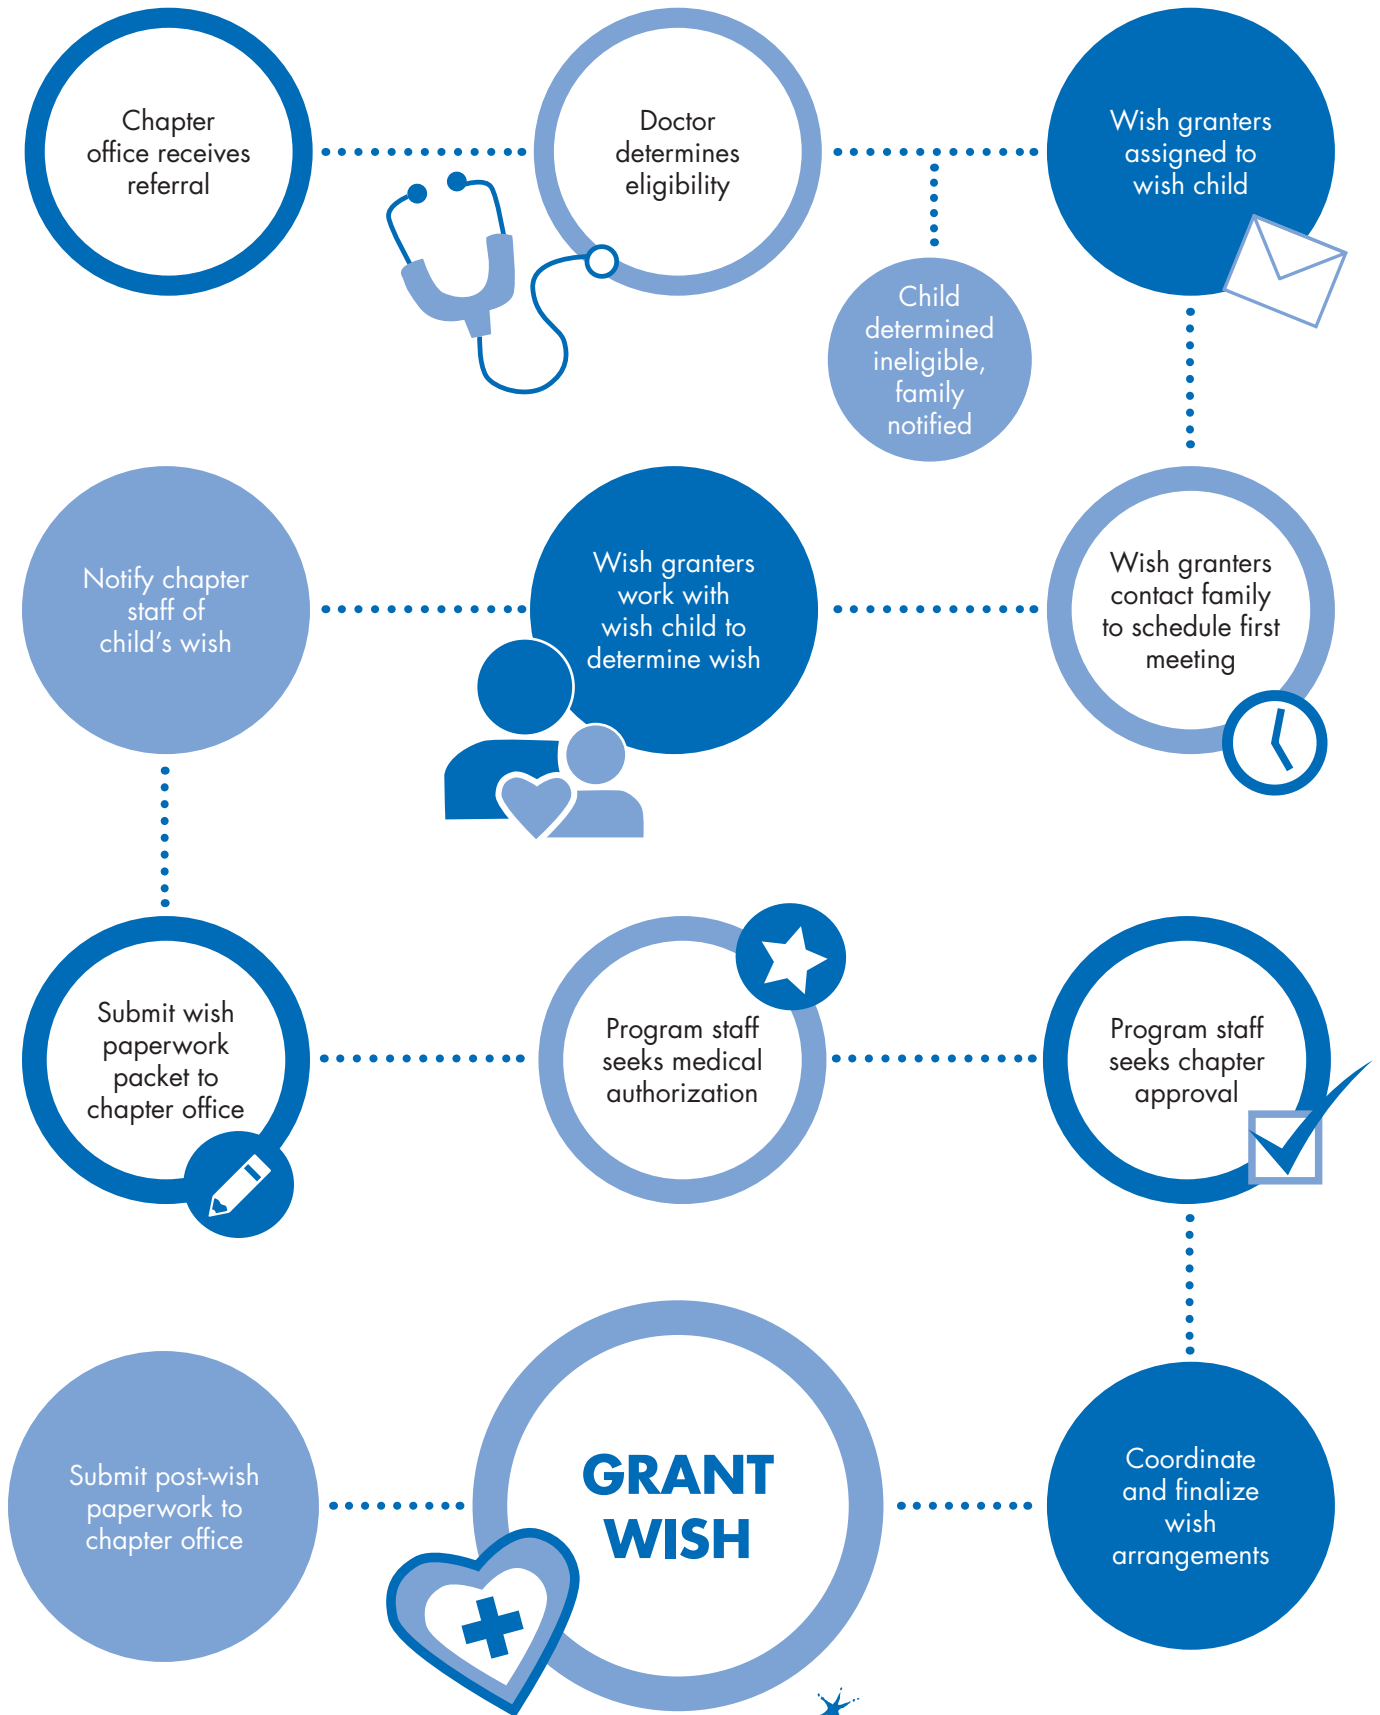 Chapter
office receives
referral
Doctor
determines
eligibility
Wish granters
assigned to
wish child
Child
determined
ineligible,
family
notified
Wish granters
contact family
to schedule first
meeting
Wish granters
work with
wish child to
determine wish
Notify chapter
staff of
child’s wish
Submit wish
paperwork
packet to
chapter office
Program staff
seeks medical
authorization
Program staff
seeks chapter
approval
Coordinate
and finalize
wish
arrangements
GRANT
WISH
Submit post-wish
paperwork to
chapter office